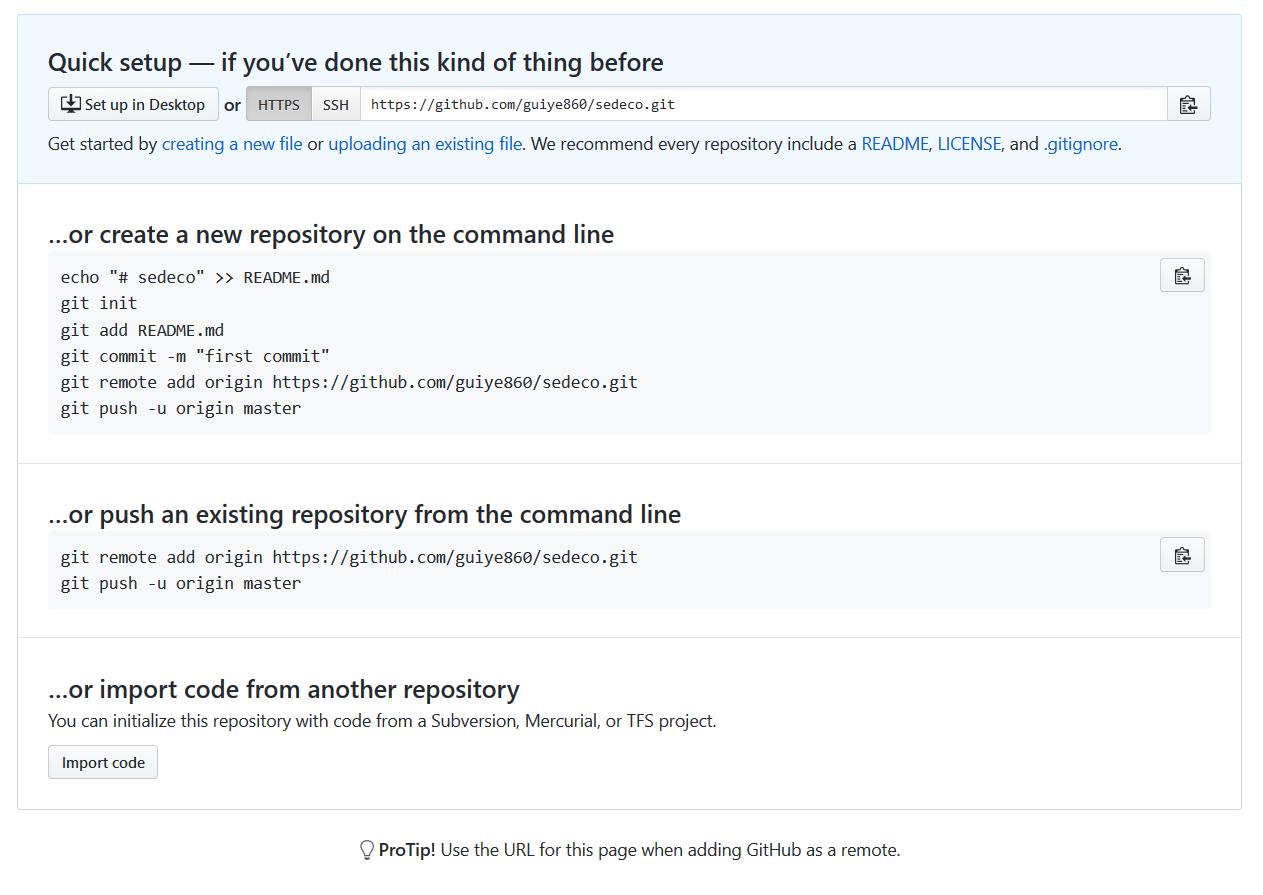 Quick setup — if you’ve done this kind of thing before
Set up in Desktop or HTTPS SSH https://github.com/guiye860/sedeco.git
Get started by creating a new file or uploading an existing file. We recommend every repository include a README, LICENSE, and .gitignore.
…or create a new repository on the command line
echo "# sedeco" >> README.md
git init
git add README.md
git commit -m "first commit"
git remote add origin https://github.com/guiye860/sedeco.git
git push -u origin master
…or push an existing repository from the command line
git remote add origin https://github.com/guiye860/sedeco.git
git push -u origin master
…or import code from another repository
You can initialize this repository with code from a Subversion, Mercurial, or TFS project.
Import code
ProTip! Use the URL for this page when adding GitHub as a remote.